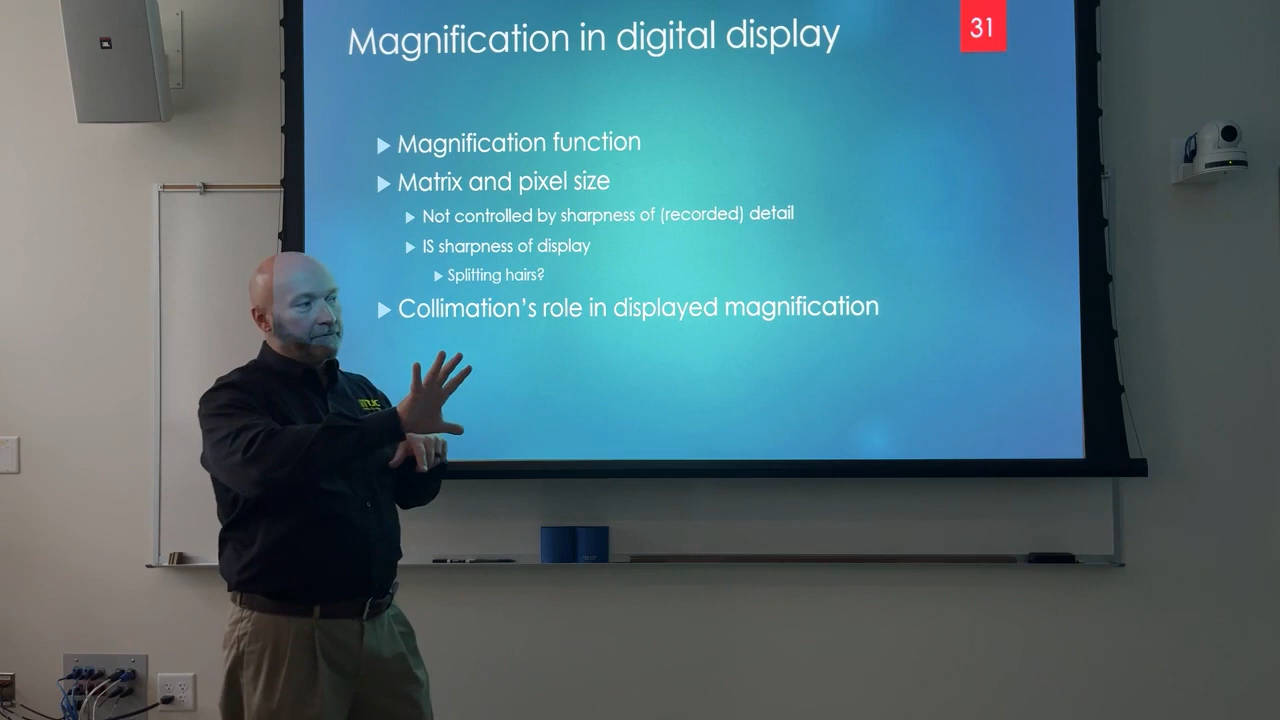 Magnification in digital display
31
Magnification function
Matrix and pixel size
Not controlled by sharpness of (recorded) detail
IS sharpness of display
Splitting hairs?
Collimation's role in displayed magnification
JBL